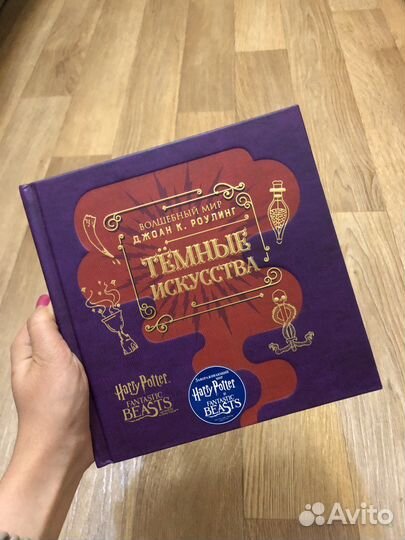 ВОЛШЕБНЫЙ МИР
ДЖОАН К. РОУЛИНГ
ТЁМНЫЕ
ИСКУССТВА
Harry Potter
FANTASTIC
BEASTS
Harry Potter
FANTASTIC
BEASTS
Avito